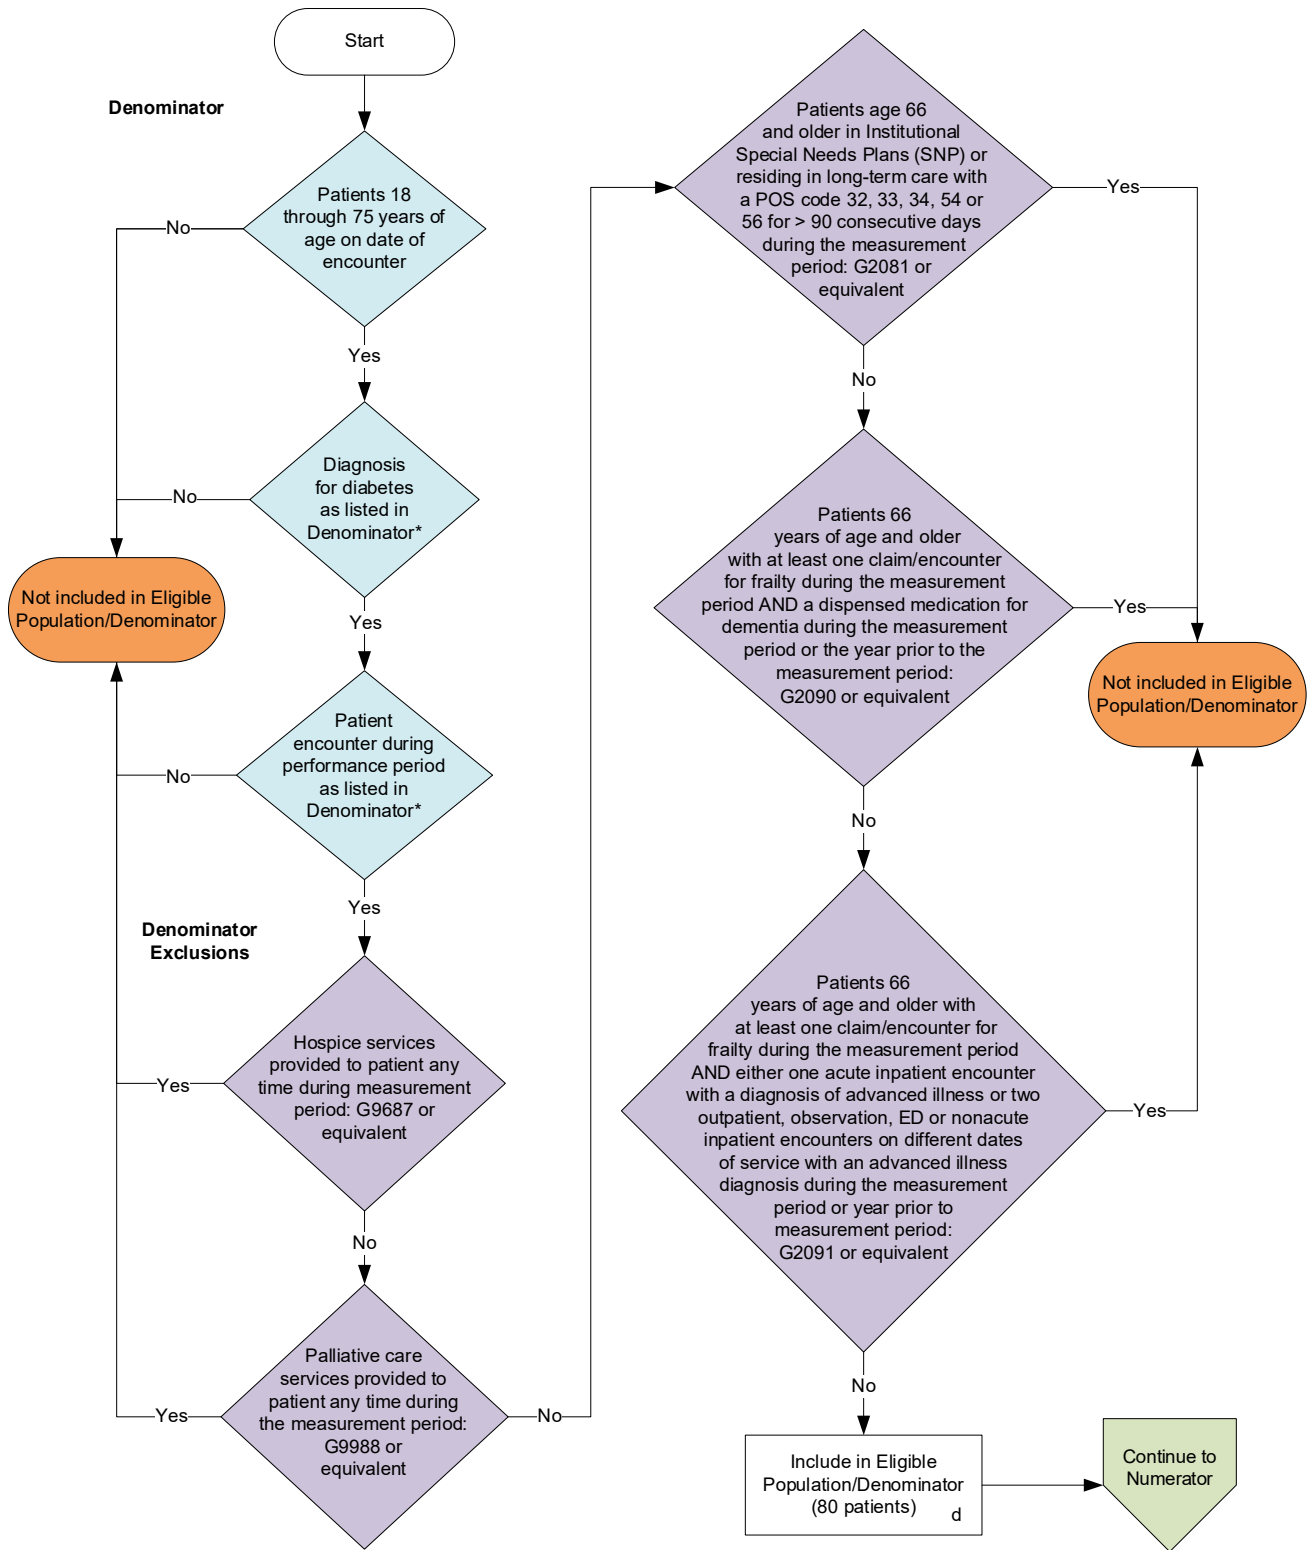 Start
Denominator
Patients 18
through 75 years of
age on date of
encounter
No
Yes
Diagnosis
for diabetes
as listed in
Denominator*
No
Not included in Eligible
Population/Denominator
Yes
Patient
encounter during
performance period
as listed in
Denominator*
No
Yes
Denominator
Exclusions
Hospice services
provided to patient any
time during measurement
period: G9687 or
equivalent
Yes
No
Palliative care
services provided to
patient any time during
the measurement period:
G9988 or
equivalent
Yes
No
Patients age 66
and older in Institutional
Special Needs Plans (SNP) or
residing in long-term care with
a POS code 32, 33, 34, 54 or
56 for > 90 consecutive days
during the measurement
period: G2081 or
equivalent
Yes
No
Patients 66
years of age and older
with at least one claim/encounter
for frailty during the measurement
period AND a dispensed medication for
dementia during the measurement
period or the year prior to the
measurement period:
G2090 or equivalent
Yes
Not included in Eligible
Population/Denominator
No
Patients 66
years of age and older with
at least one claim/encounter for
frailty during the measurement period
AND either one acute inpatient encounter
with a diagnosis of advanced illness or two
outpatient, observation, ED or nonacute
inpatient encounters on different dates
of service with an advanced illness
diagnosis during the measurement
period or year prior to
measurement period:
G2091 or equivalent
Yes
No
Include in Eligible
Population/Denominator
(80 patients)
d
Continue to
Numerator